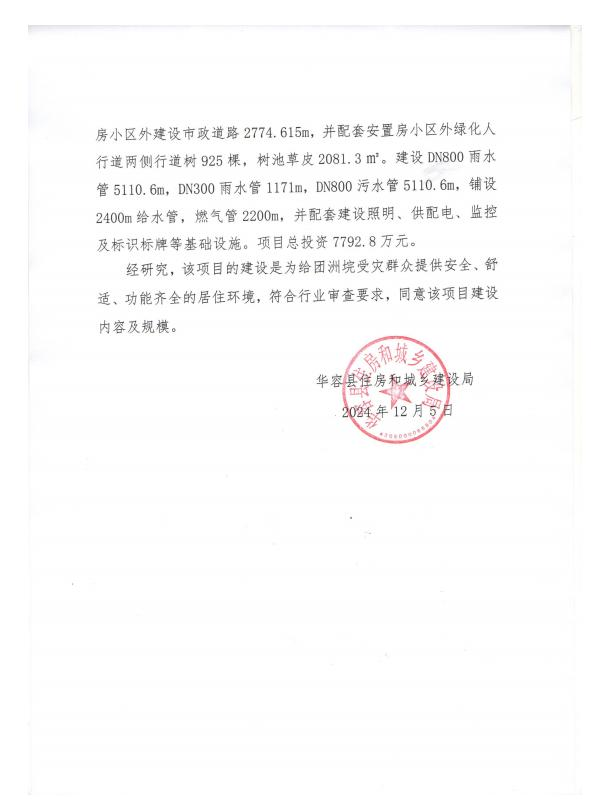 房小区外建设市政道路 2774.615m，并配套安置房小区外绿化人
行道两侧行道树 925 棵，树池草皮 2081.3 ㎡。建设 DN800 雨水
管 5110.6m，DN300 雨水管 1171m，DN800 污水管 5110.6m，铺设
2400m 给水管，燃气管 2200m，并配套建设照明、供配电、监控
及标识标牌等基础设施。项目总投资 7792.8 万元。
经研究，该项目的建设是为给团洲垸受灾群众提供安全、舒
适、功能齐全的居住环境，符合行业审查要求，同意该项目建设
内容及规模。
华容县住房和城乡建设局
2024 年 12 月 5 日
华容县住房和城乡建设局